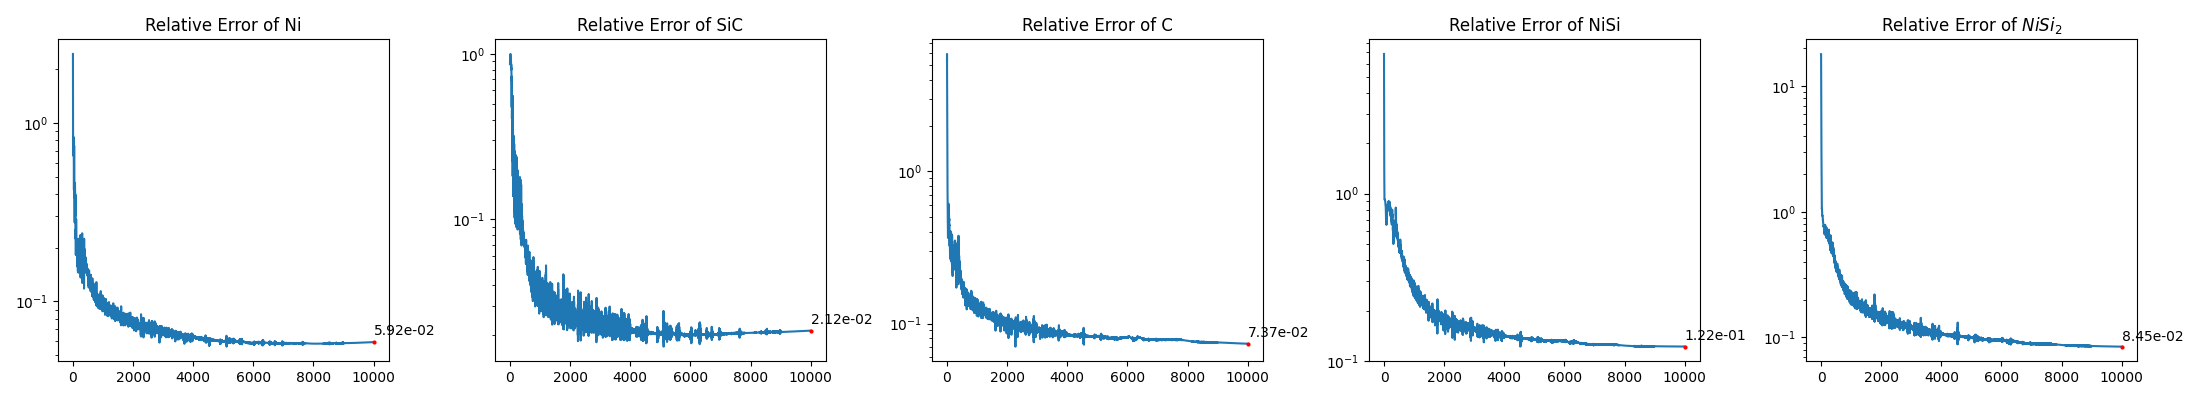 Relative Error of Ni
10⁰
10⁻¹
5.92e-02
0 2000 4000 6000 8000 10000
Relative Error of SiC
10⁰
10⁻¹
2.12e-02
0 2000 4000 6000 8000 10000
Relative Error of C
10⁰
10⁻¹
7.37e-02
0 2000 4000 6000 8000 10000
Relative Error of NiSi
10⁰
10⁻¹
1.22e-01
0 2000 4000 6000 8000 10000
Relative Error of NiSi₂
10¹
10⁰
10⁻¹
8.45e-02
0 2000 4000 6000 8000 10000